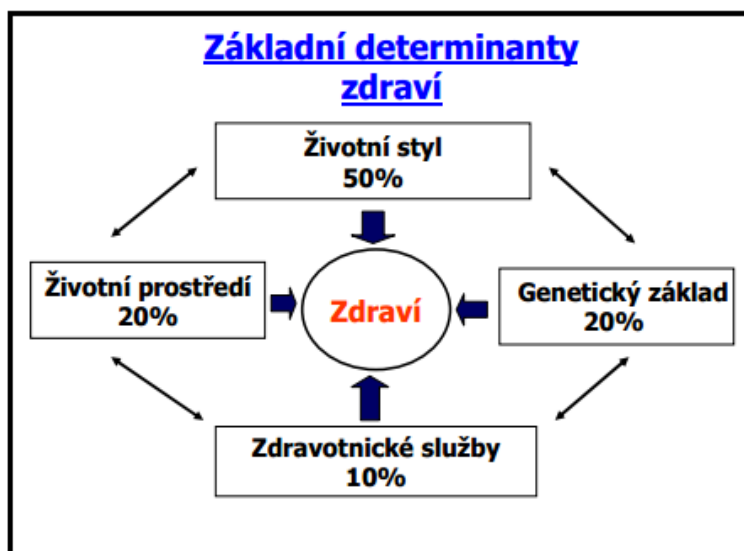 Základní determinanty
zdraví
Životní styl
50%
Životní prostředí
20%
Zdraví
Genetický základ
20%
Zdravotnické služby
10%